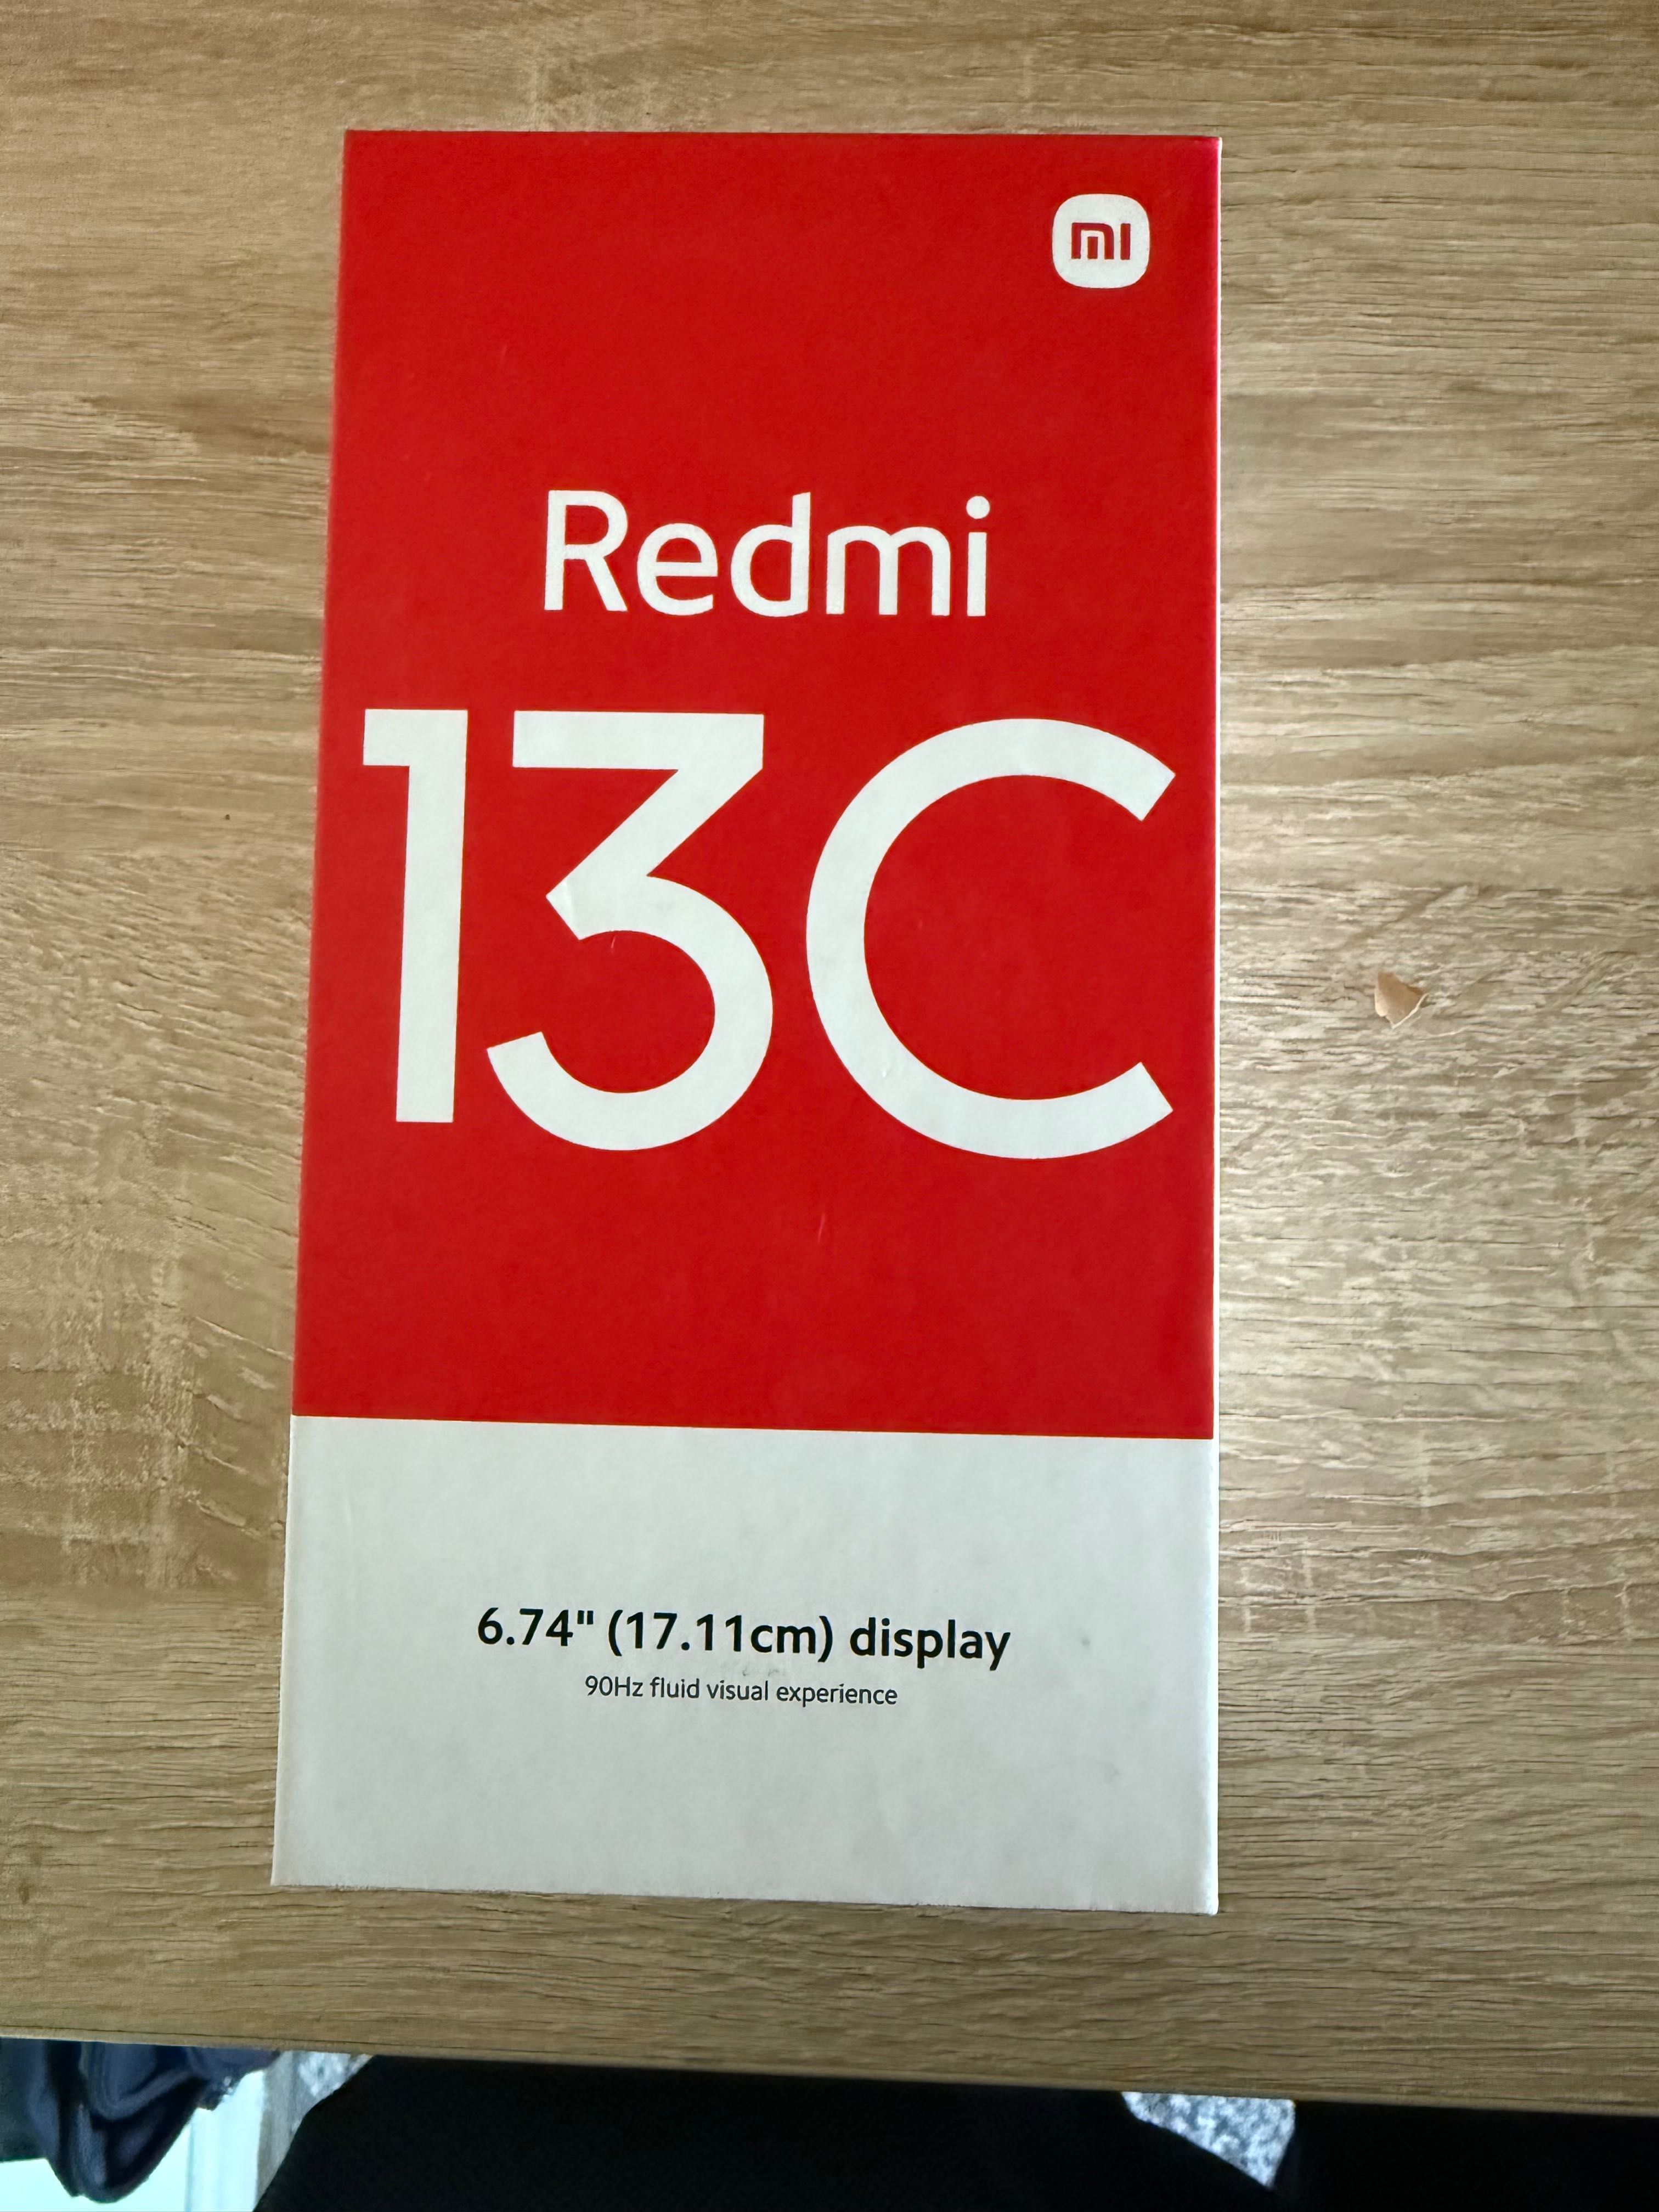 mi
Redmi
13C
6.74" (17.11cm) display
90Hz fluid visual experience